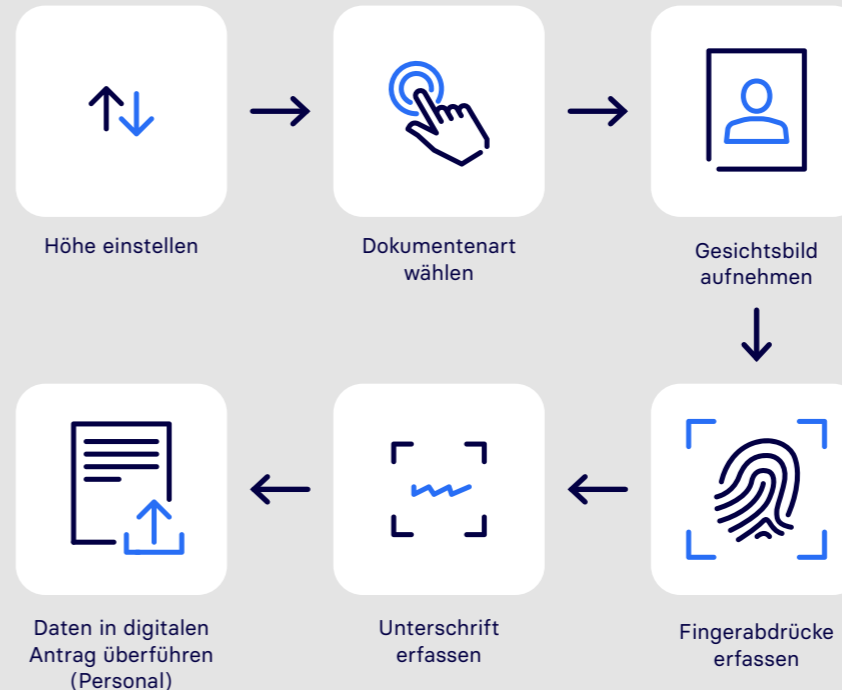 Höhe einstellen
Dokumentenart
wählen
Gesichtsbild
aufnehmen
Daten in digitalen
Antrag überführen
(Personal)
Unterschrift
erfassen
Fingerabdrücke
erfassen